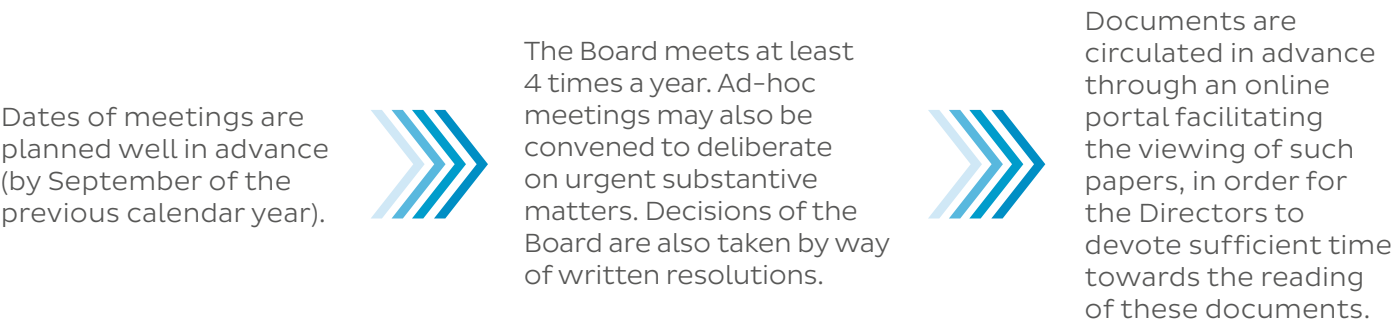 Dates of meetings are
planned well in advance
(by September of the
previous calendar year).
The Board meets at least
4 times a year. Ad-hoc
meetings may also be
convened to deliberate
on urgent substantive
matters. Decisions of the
Board are also taken by way
of written resolutions.
Documents are
circulated in advance
through an online
portal facilitating
the viewing of such
papers, in order for
the Directors to
devote sufficient time
towards the reading
of these documents.